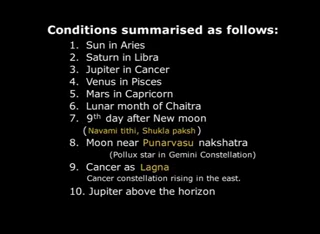 Conditions summarised as follows:
1. Sun in Aries
2. Saturn in Libra
3. Jupiter in Cancer
4. Venus in Pisces
5. Mars in Capricorn
6. Lunar month of Chaitra
7. 9th day after New moon
(Navami tithi, Shukla paksh)
8. Moon near Punarvasu nakshatra
(Pollux star in Gemini Constellation)
9. Cancer as Lagna
Cancer constellation rising in the east.
10. Jupiter above the horizon